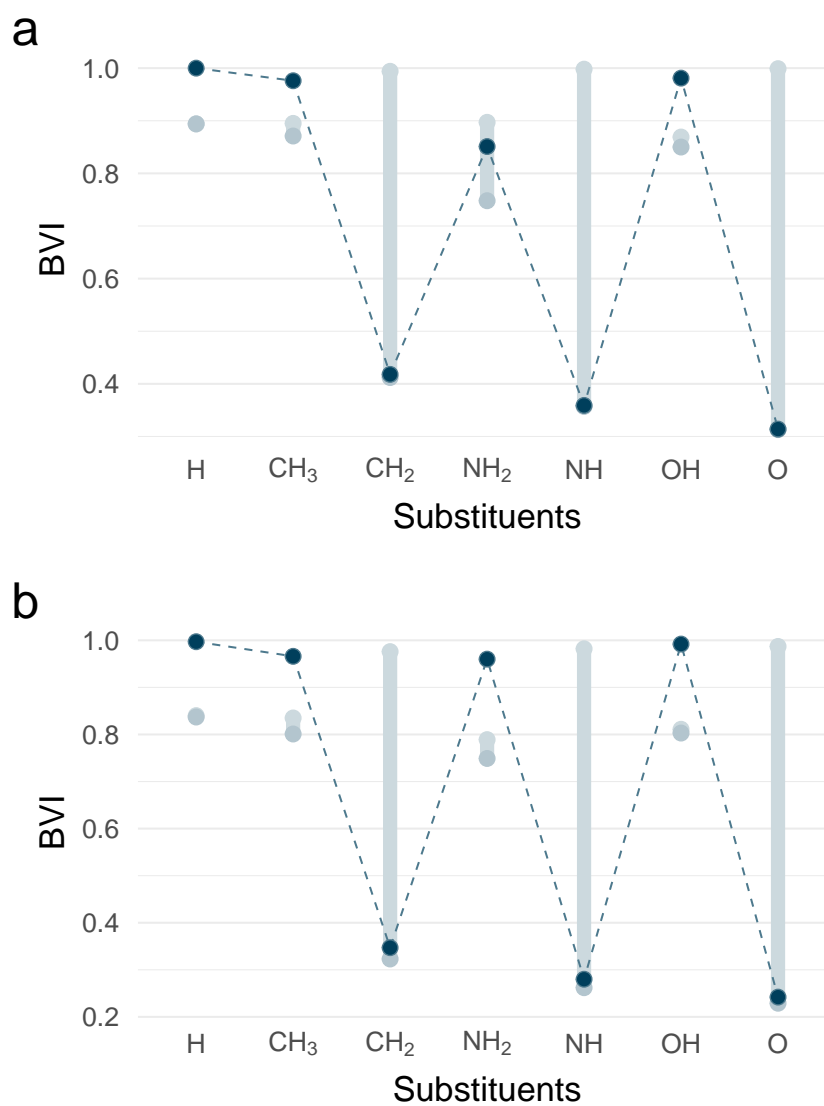 a
1.0
0.8
0.6
0.4
BVI
H CH₃ CH₂ NH₂ NH OH O
Substituents
b
1.0
0.8
0.6
0.4
0.2
BVI
H CH₃ CH₂ NH₂ NH OH O
Substituents